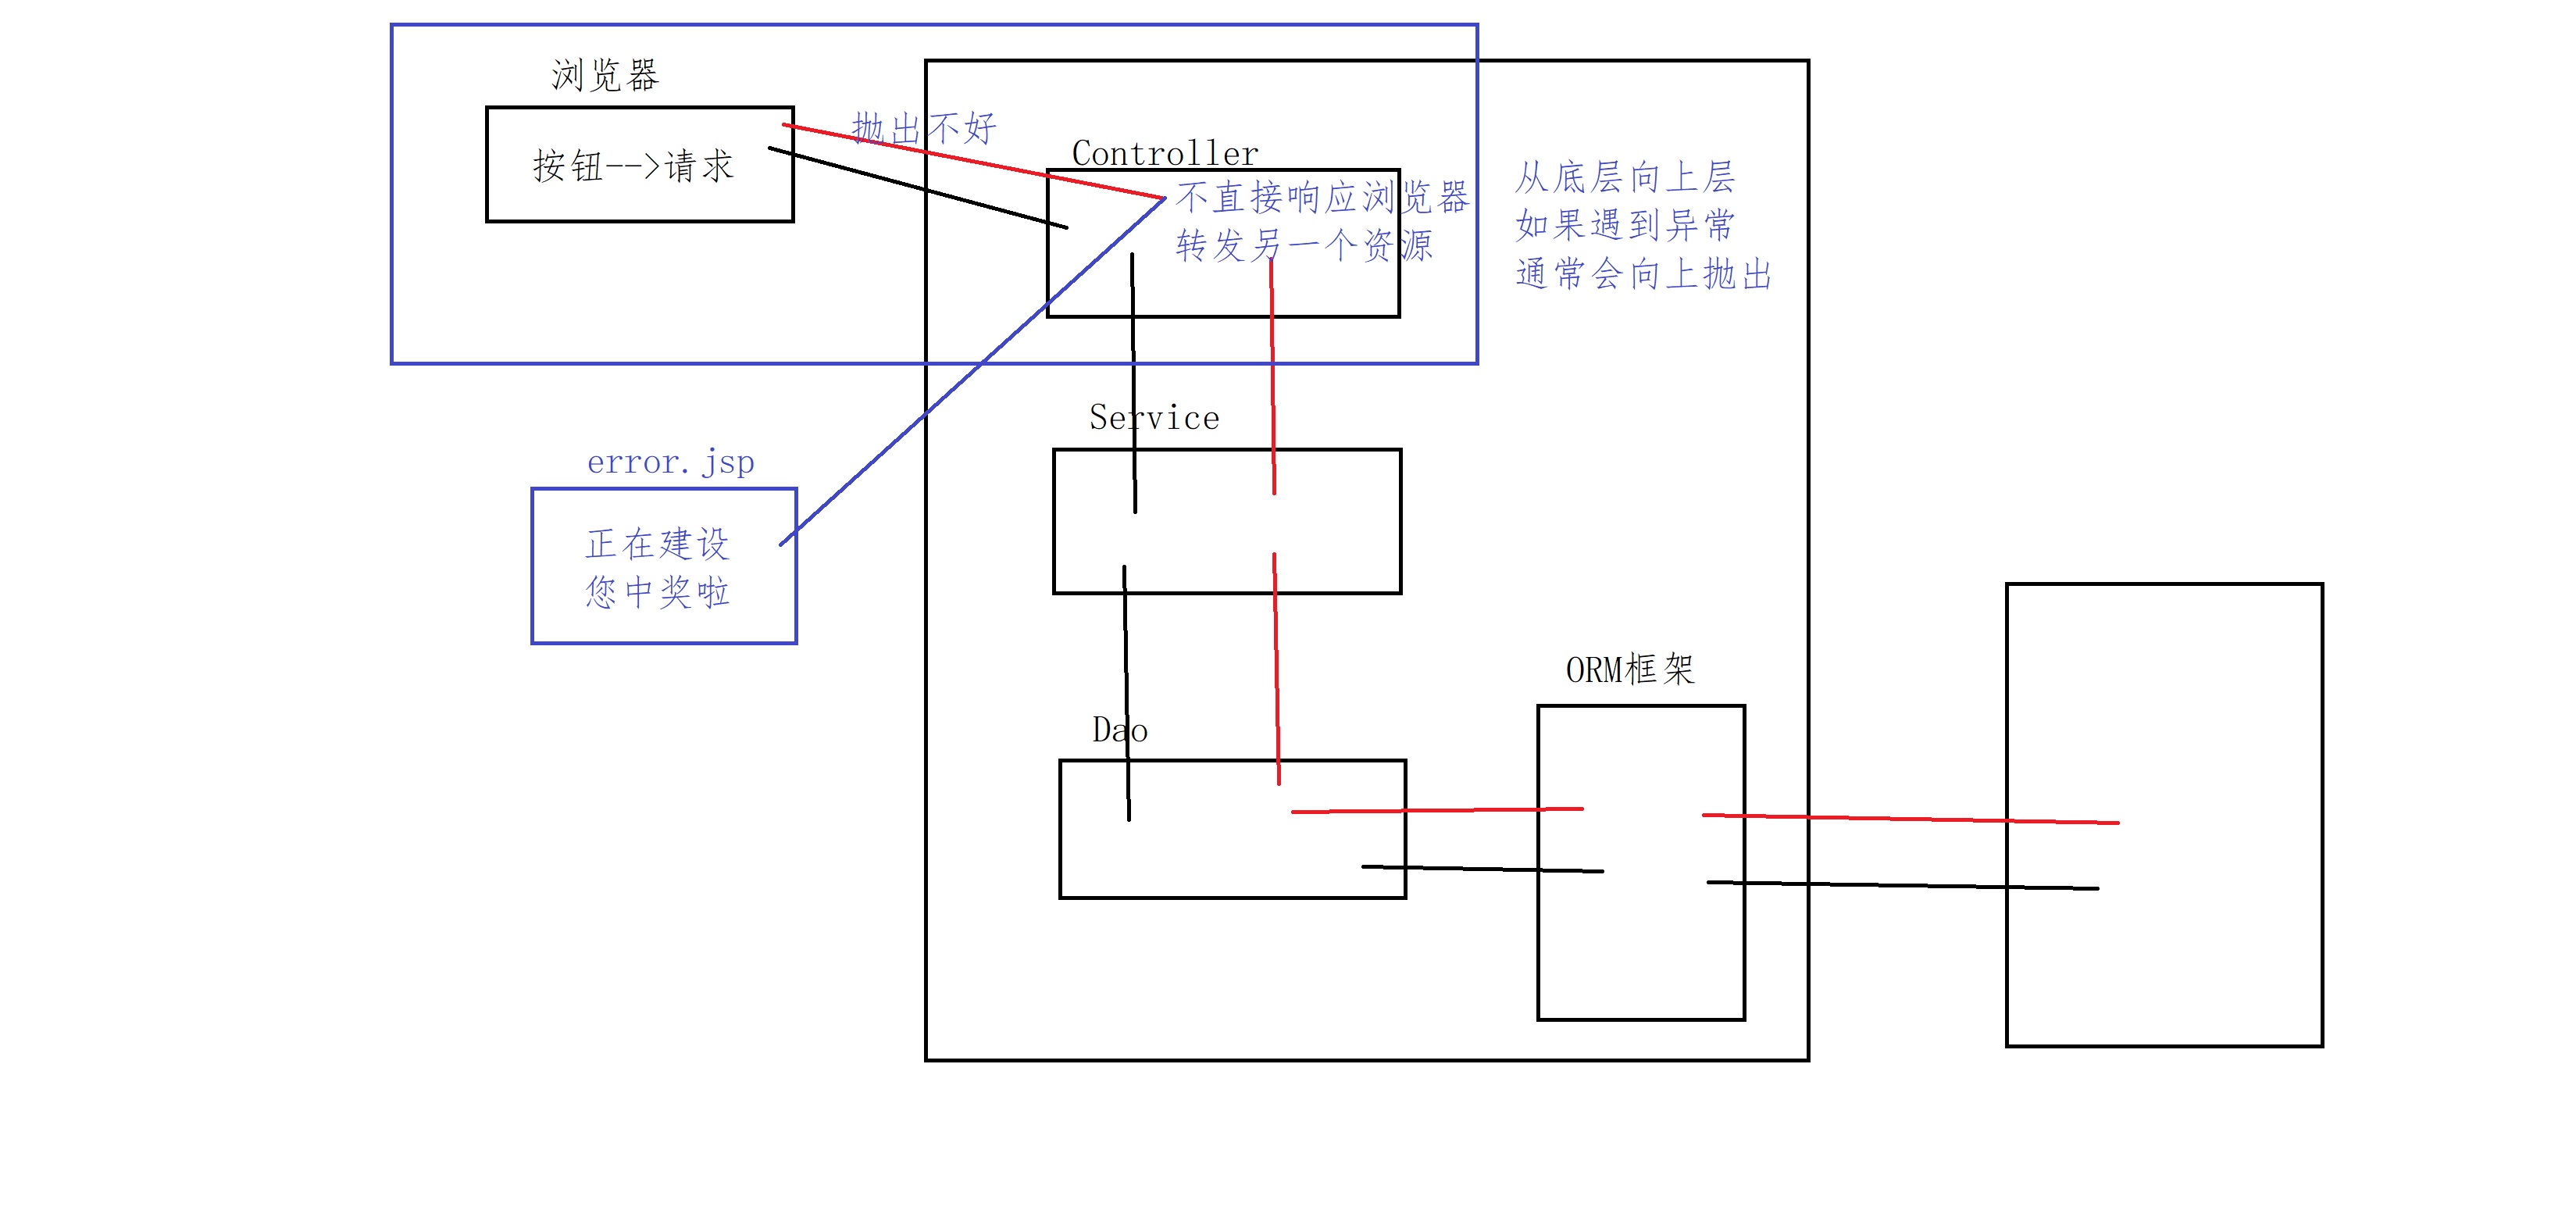 浏览器
按钮-->请求
抛出不好
Controller
不直接响应浏览器
转发另一个资源
从底层向上层
如果遇到异常
通常会向上抛出
Service
error.jsp
正在建设
您中奖啦
ORM框架
Dao